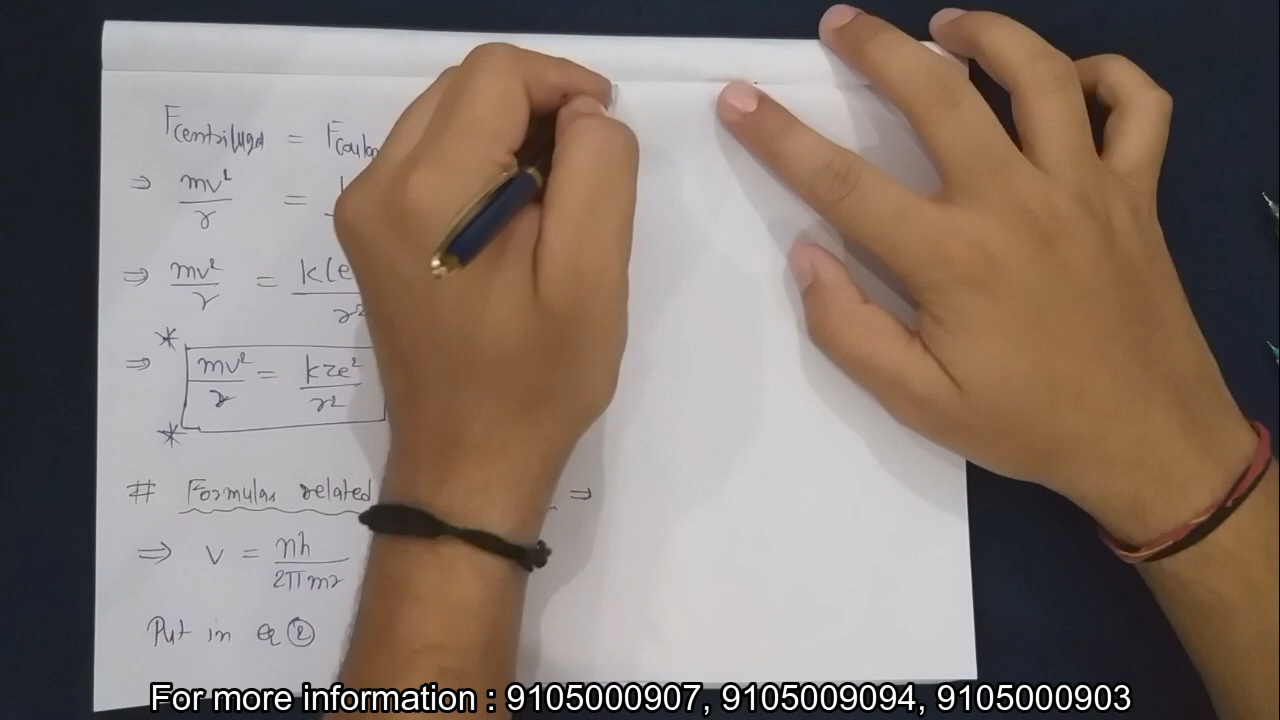 Fcentrifugal = Fcoulom
⇒ mv²/r =
⇒ mv²/r = k(e/r²
* ⇒ mv²/r = kze²/r²
*
# Formulas related ⇒
⇒ v = nh/2πmr
Put in eq ②
For more information : 9105000907, 9105009094, 9105000903